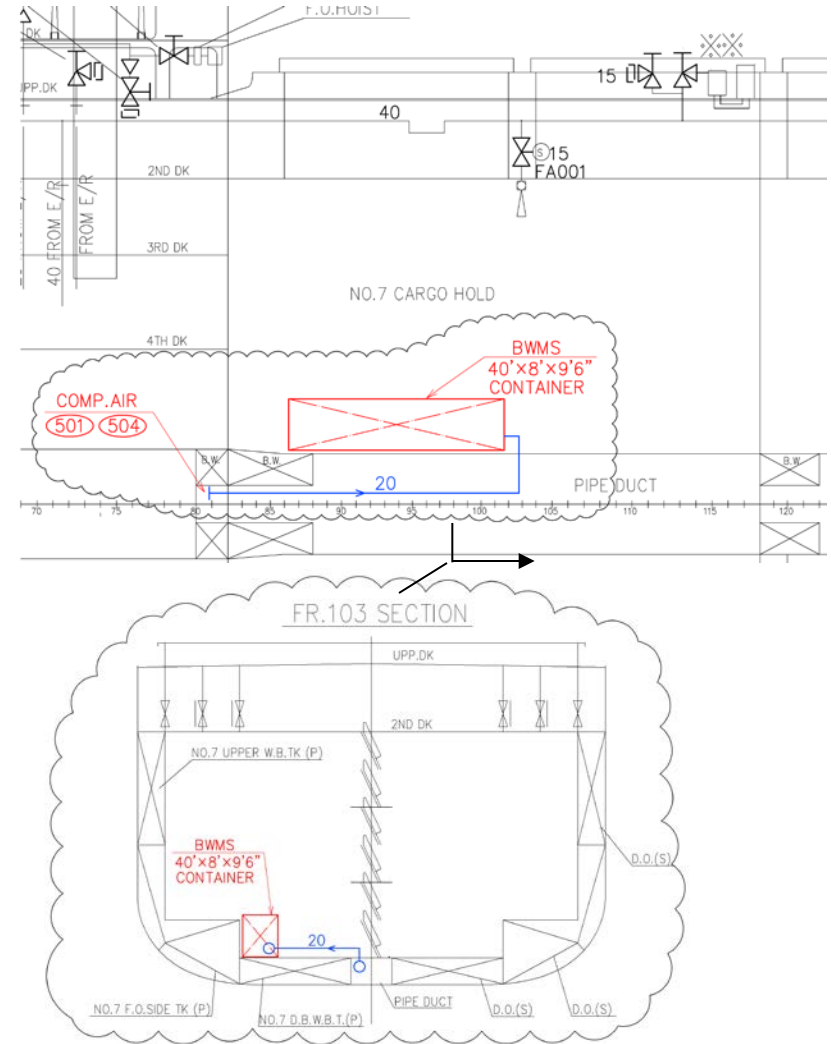 F.O.HOIST
DK
UPP.DK
15
40
15
FA001
2ND DK
40 FROM E/R
FROM E/R
3RD DK
NO.7 CARGO HOLD
4TH DK
BWMS
40'×8'×9'6"
CONTAINER
COMP.AIR
501 504
B.W.
B.W.
B.W.
20
PIPE DUCT
70 75 80 85 90 95 100 105 110 115 120
FR.103 SECTION
UPP.DK
2ND DK
NO.7 UPPER W.B.TK (P)
BWMS
40'×8'×9'6"
CONTAINER
D.O.(S)
20
PIPE DUCT
NO.7 F.O.SIDE TK (P)
D.O.(S)
D.O.(S)
NO.7 D.B.W.B.T.(P)